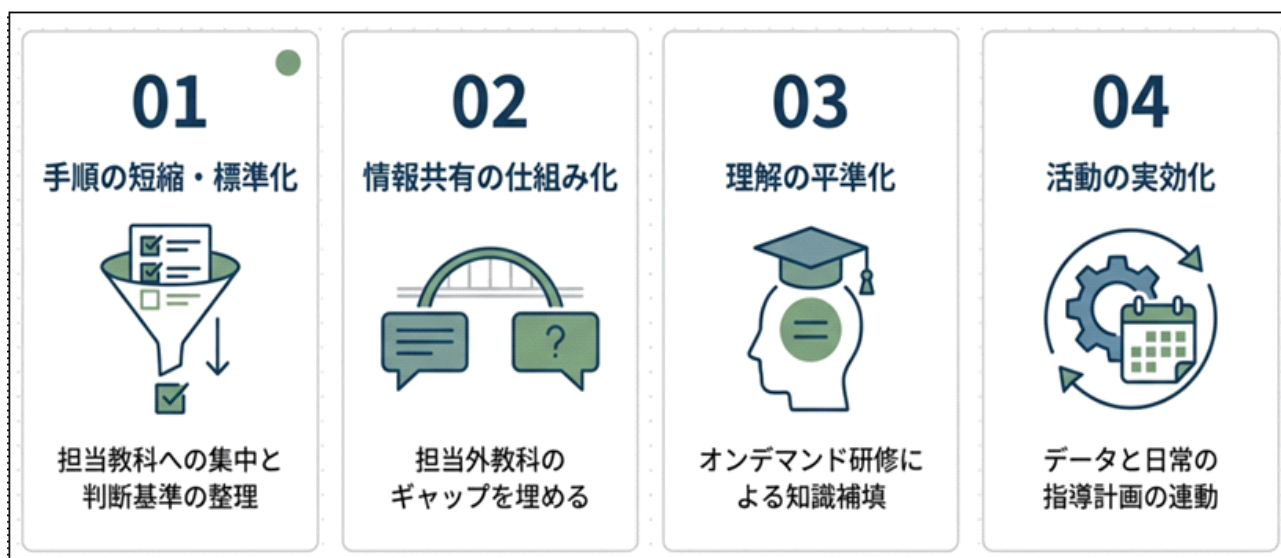 01
手順の短縮・標準化
担当教科への集中と
判断基準の整理
02
情報共有の仕組み化
?
担当外教科の
ギャップを埋める
03
理解の平準化
オンデマンド研修に
よる知識補填
04
活動の実効化
データと日常の
指導計画の連動